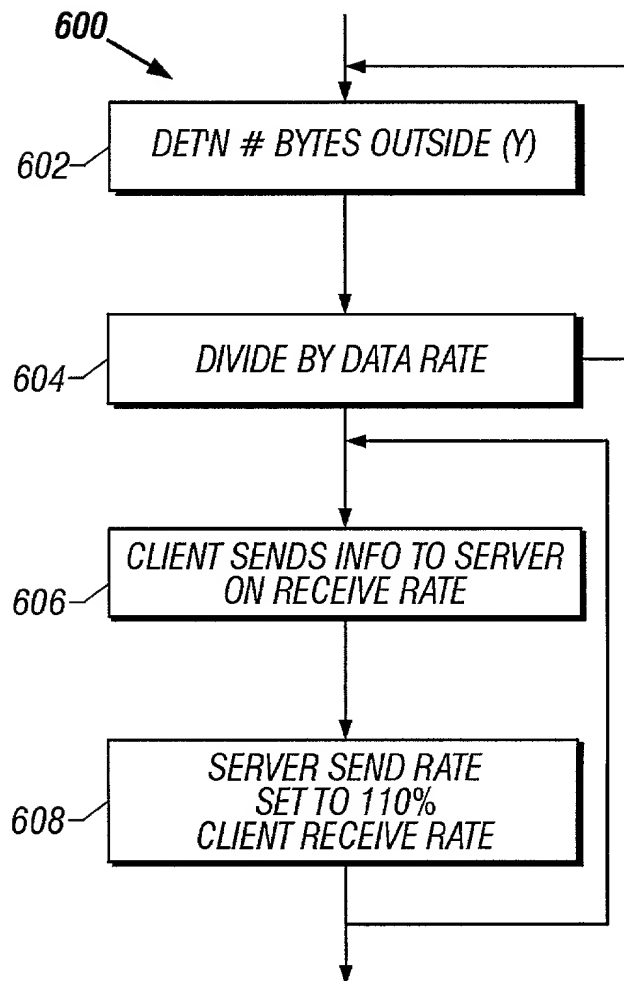 600
602
DET'N # BYTES OUTSIDE (Y)
604
DIVIDE BY DATA RATE
606
CLIENT SENDS INFO TO SERVER
ON RECEIVE RATE
608
SERVER SEND RATE
SET TO 110%
CLIENT RECEIVE RATE